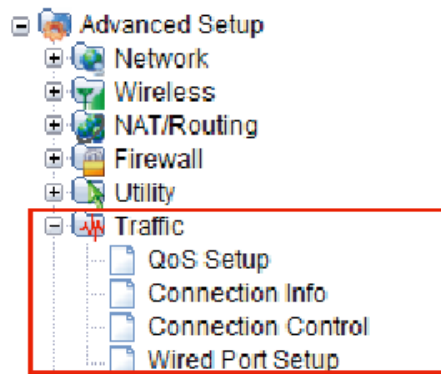 Advanced Setup
Network
Wireless
NAT/Routing
Firewall
Utility
Traffic
QoS Setup
Connection Info
Connection Control
Wired Port Setup